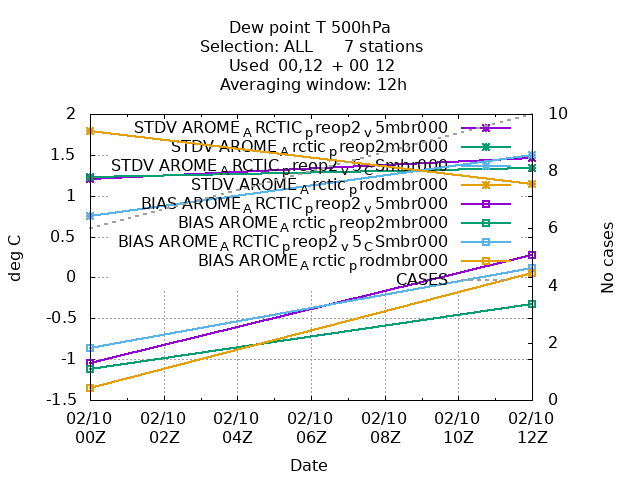 Dew point T 500hPa
Selection: ALL 7 stations
Used 00,12 + 00 12
Averaging window: 12h
deg C
No cases
2
1.5
1
0.5
0
-0.5
-1
-1.5
10
8
6
4
2
0
STDV AROME_ARCTIC_preop2_v5mbr000
STDV AROME_Arctic_preop2mbr000
STDV AROME_ARCTIC_preop2_v5_CSmbr000
STDV AROME_Arctic_prodmbr000
BIAS AROME_ARCTIC_preop2_v5mbr000
BIAS AROME_Arctic_preop2mbr000
BIAS AROME_ARCTIC_preop2_v5_CSmbr000
BIAS AROME_Arctic_prodmbr000
CASES
02/10 02/10 02/10 02/10 02/10 02/10 02/10
00Z 02Z 04Z 06Z 08Z 10Z 12Z
Date